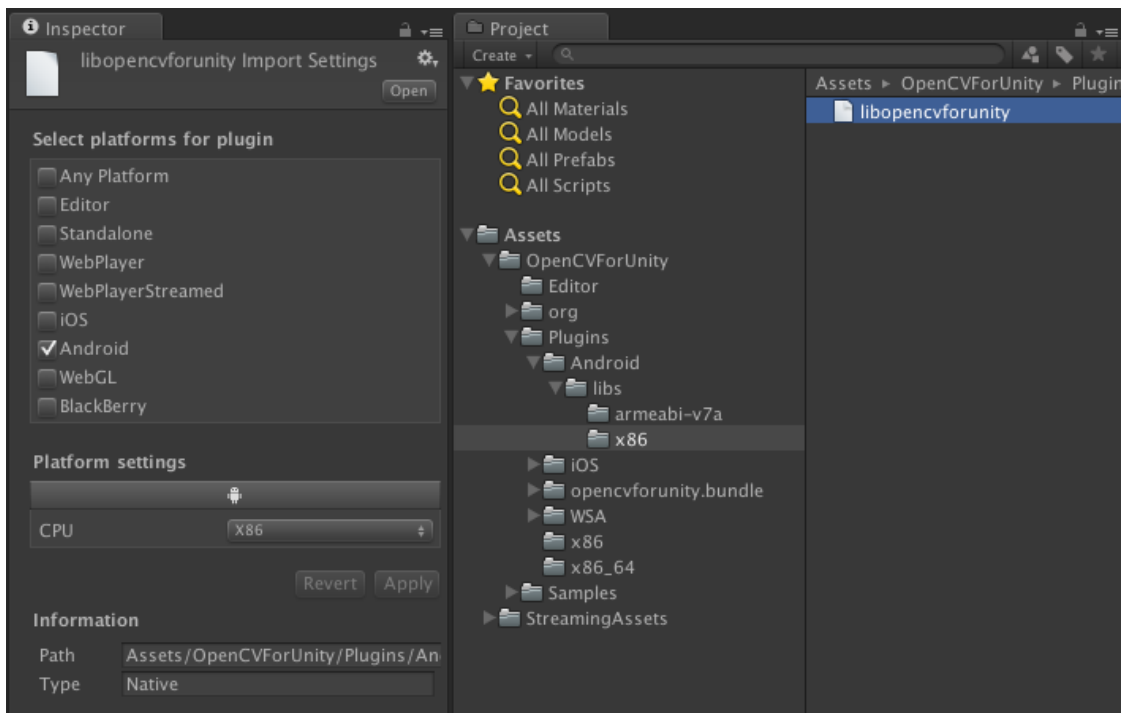 Inspector
libopencvforunity Import Settings
Open
Select platforms for plugin
Any Platform
Editor
Standalone
WebPlayer
WebPlayerStreamed
iOS
Android
WebGL
BlackBerry
Platform settings
CPU X86
Revert Apply
Information
Path Assets/OpenCVForUnity/Plugins/An
Type Native
Project
Create
Favorites
All Materials
All Models
All Prefabs
All Scripts
Assets
OpenCVForUnity
Editor
org
Plugins
Android
libs
armeabi-v7a
x86
iOS
opencvforunity.bundle
WSA
x86
x86_64
Samples
StreamingAssets
Assets ▸ OpenCVForUnity ▸ Plugin
libopencvforunity